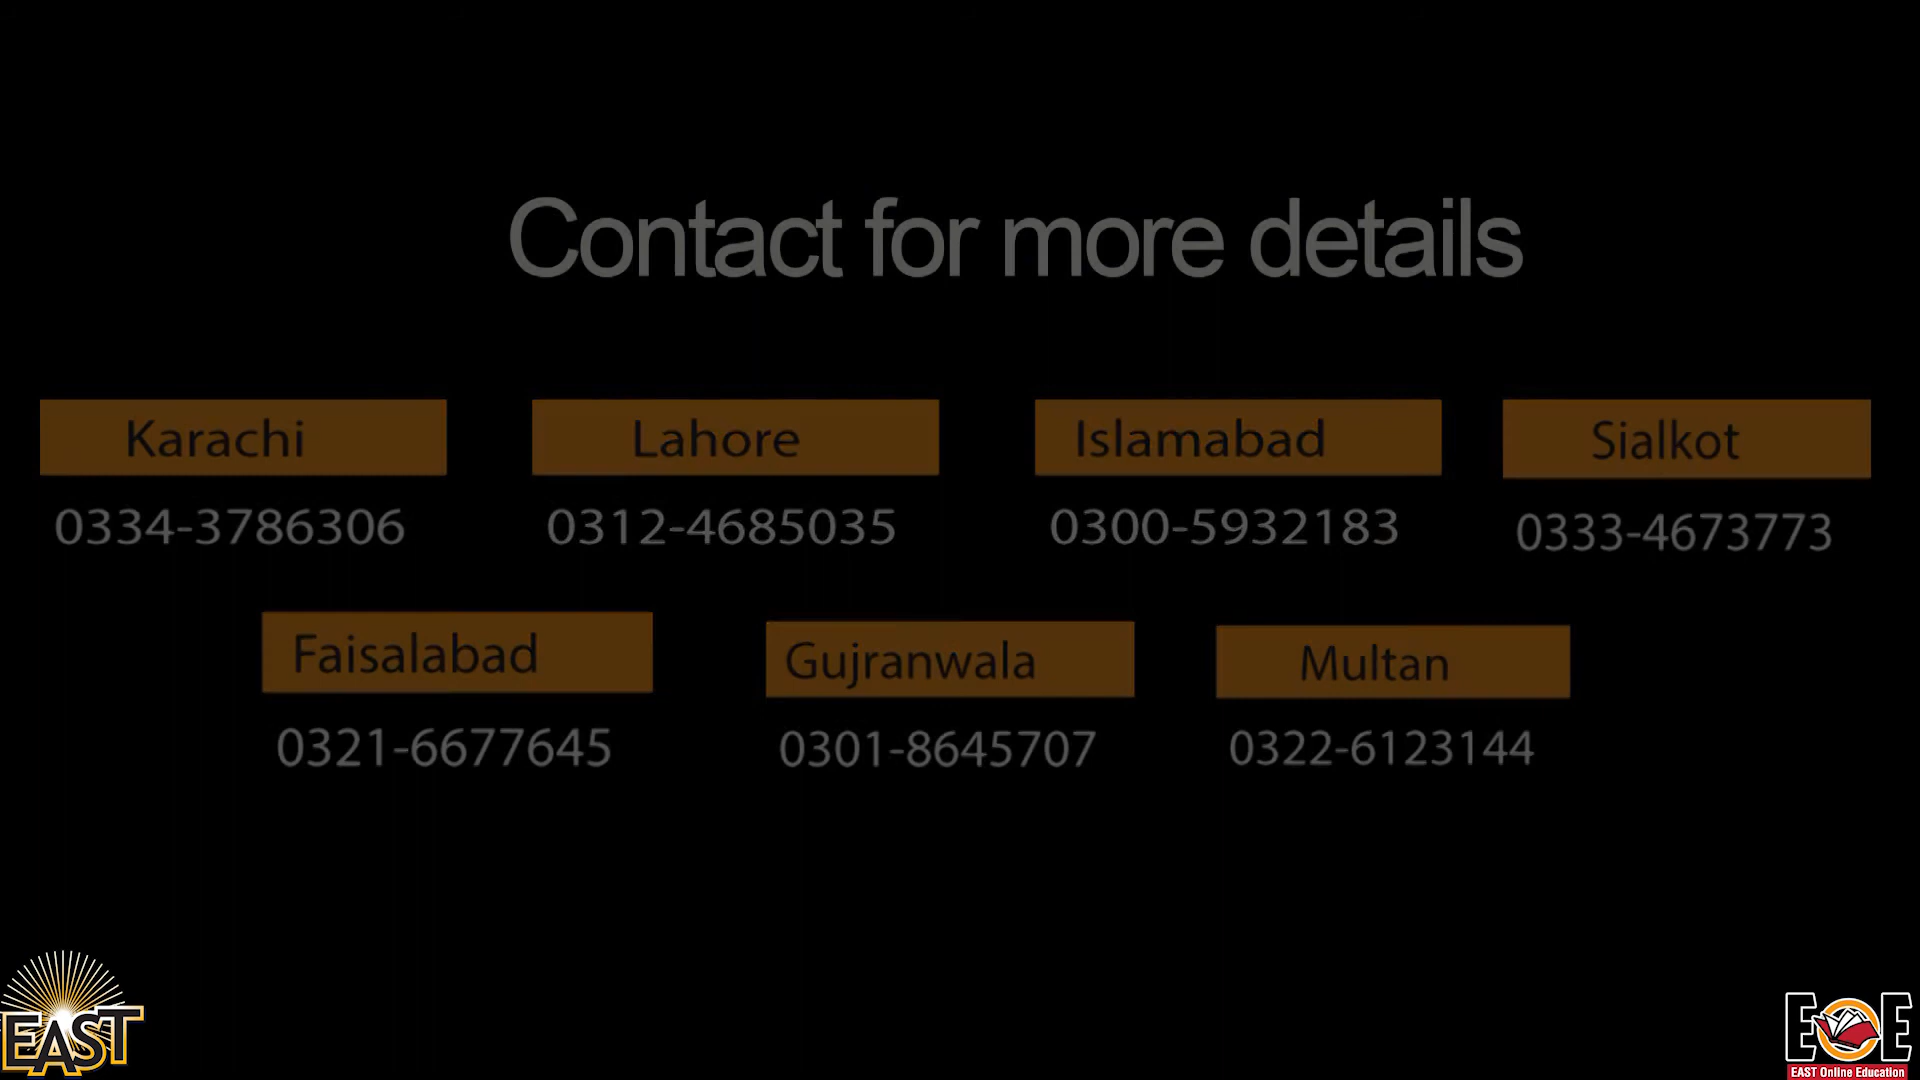 Contact for more details
Karachi
Lahore
Islamabad
Sialkot
0334-3786306
0312-4685035
0300-5932183
0333-4673773
Faisalabad
Gujranwala
Multan
0321-6677645
0301-8645707
0322-6123144
EAST
EOE
EAST Online Education